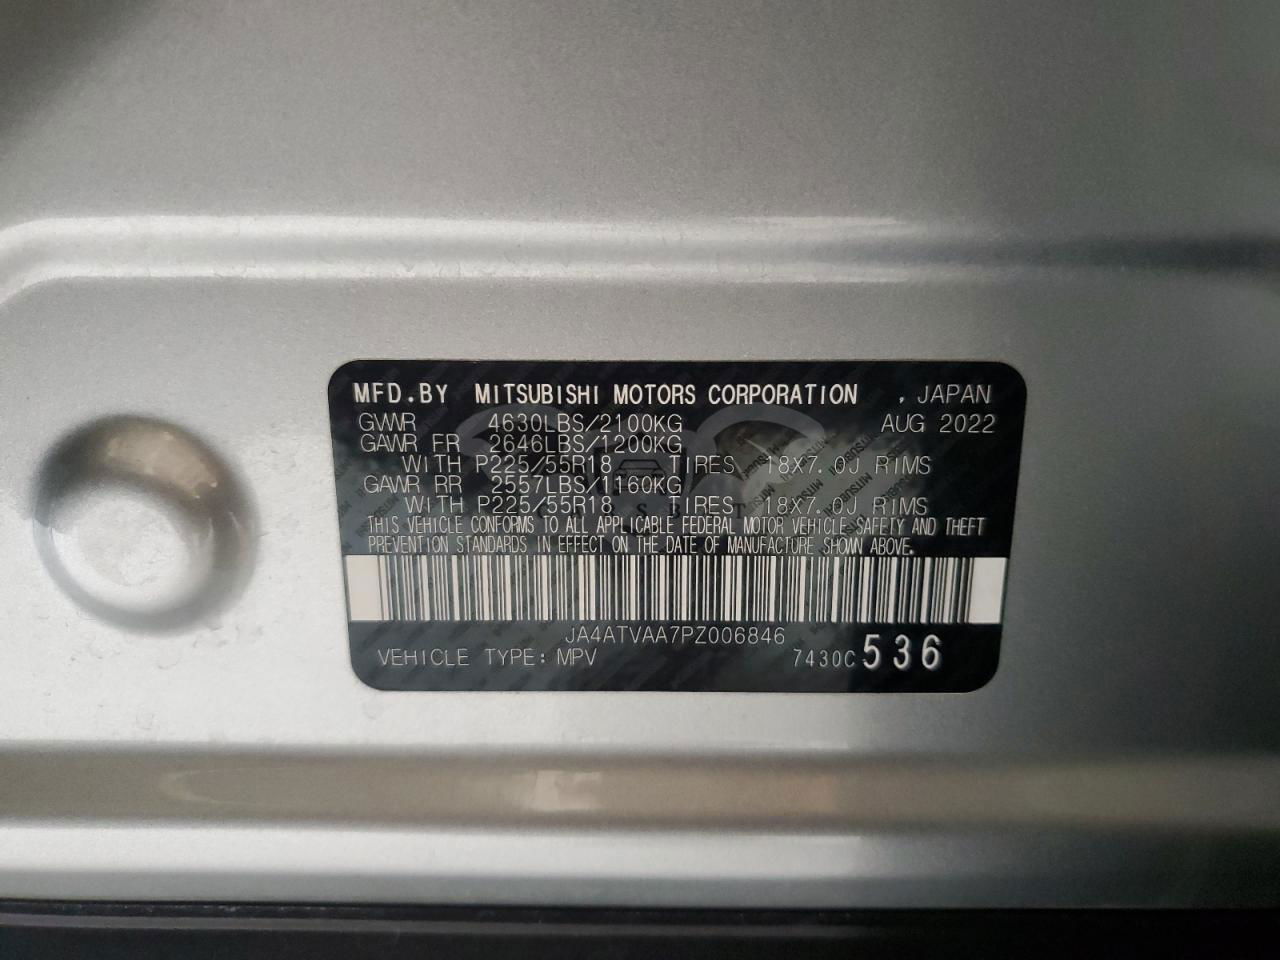 MFD.BY MITSUBISHI MOTORS CORPORATION , JAPAN
GVWR 4630LBS/2100KG AUG 2022
GAWR FR 2646LBS/1200KG
WITH P225/55R18 TIRES 18X7.0J RIMS
GAWR RR 2557LBS/1160KG
WITH P225/55R18 TIRES 18X7.0J RIMS
THIS VEHICLE CONFORMS TO ALL APPLICABLE FEDERAL MOTOR VEHICLE SAFETY AND THEFT
PREVENTION STANDARDS IN EFFECT ON THE DATE OF MANUFACTURE SHOWN ABOVE.
JA4ATVAA7PZ006846
VEHICLE TYPE: MPV 7430C 536